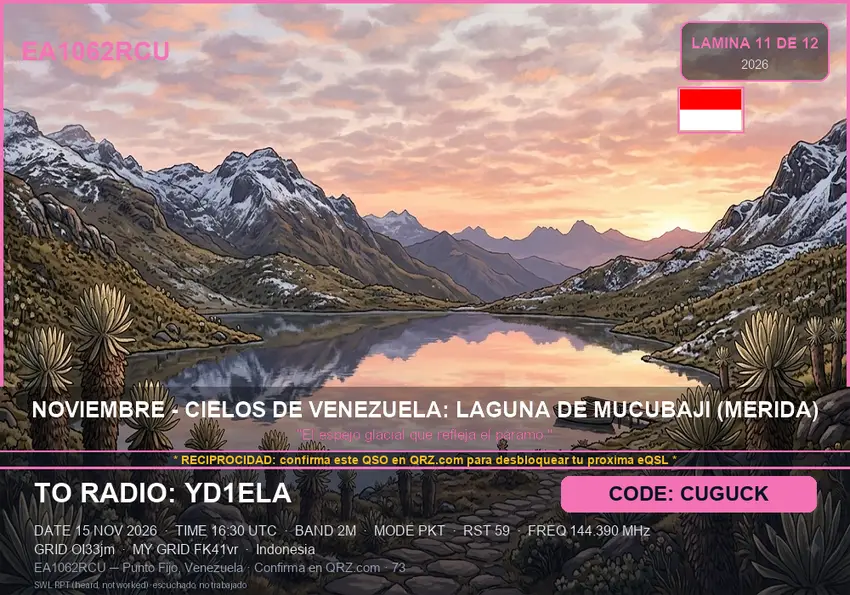 EA1062RCU
LAMINA 11 DE 12
2026
NOVIEMBRE - CIELOS DE VENEZUELA: LAGUNA DE MUCUBAJI (MERIDA)
"El espejo glacial que refleja el paramo."
* RECIPROCIDAD: confirma este QSO en QRZ.com para desbloquear tu proxima eQSL *
TO RADIO: YD1ELA
CODE: CUGUCK
DATE 15 NOV 2026 · TIME 16:30 UTC · BAND 2M · MODE PKT · RST 59 · FREQ 144.390 MHz
GRID OI33jm · MY GRID FK41vr · Indonesia
EA1062RCU — Punto Fijo, Venezuela · Confirma en QRZ.com · 73
SWL RPT (heard, not worked) · escuchado, no trabajado